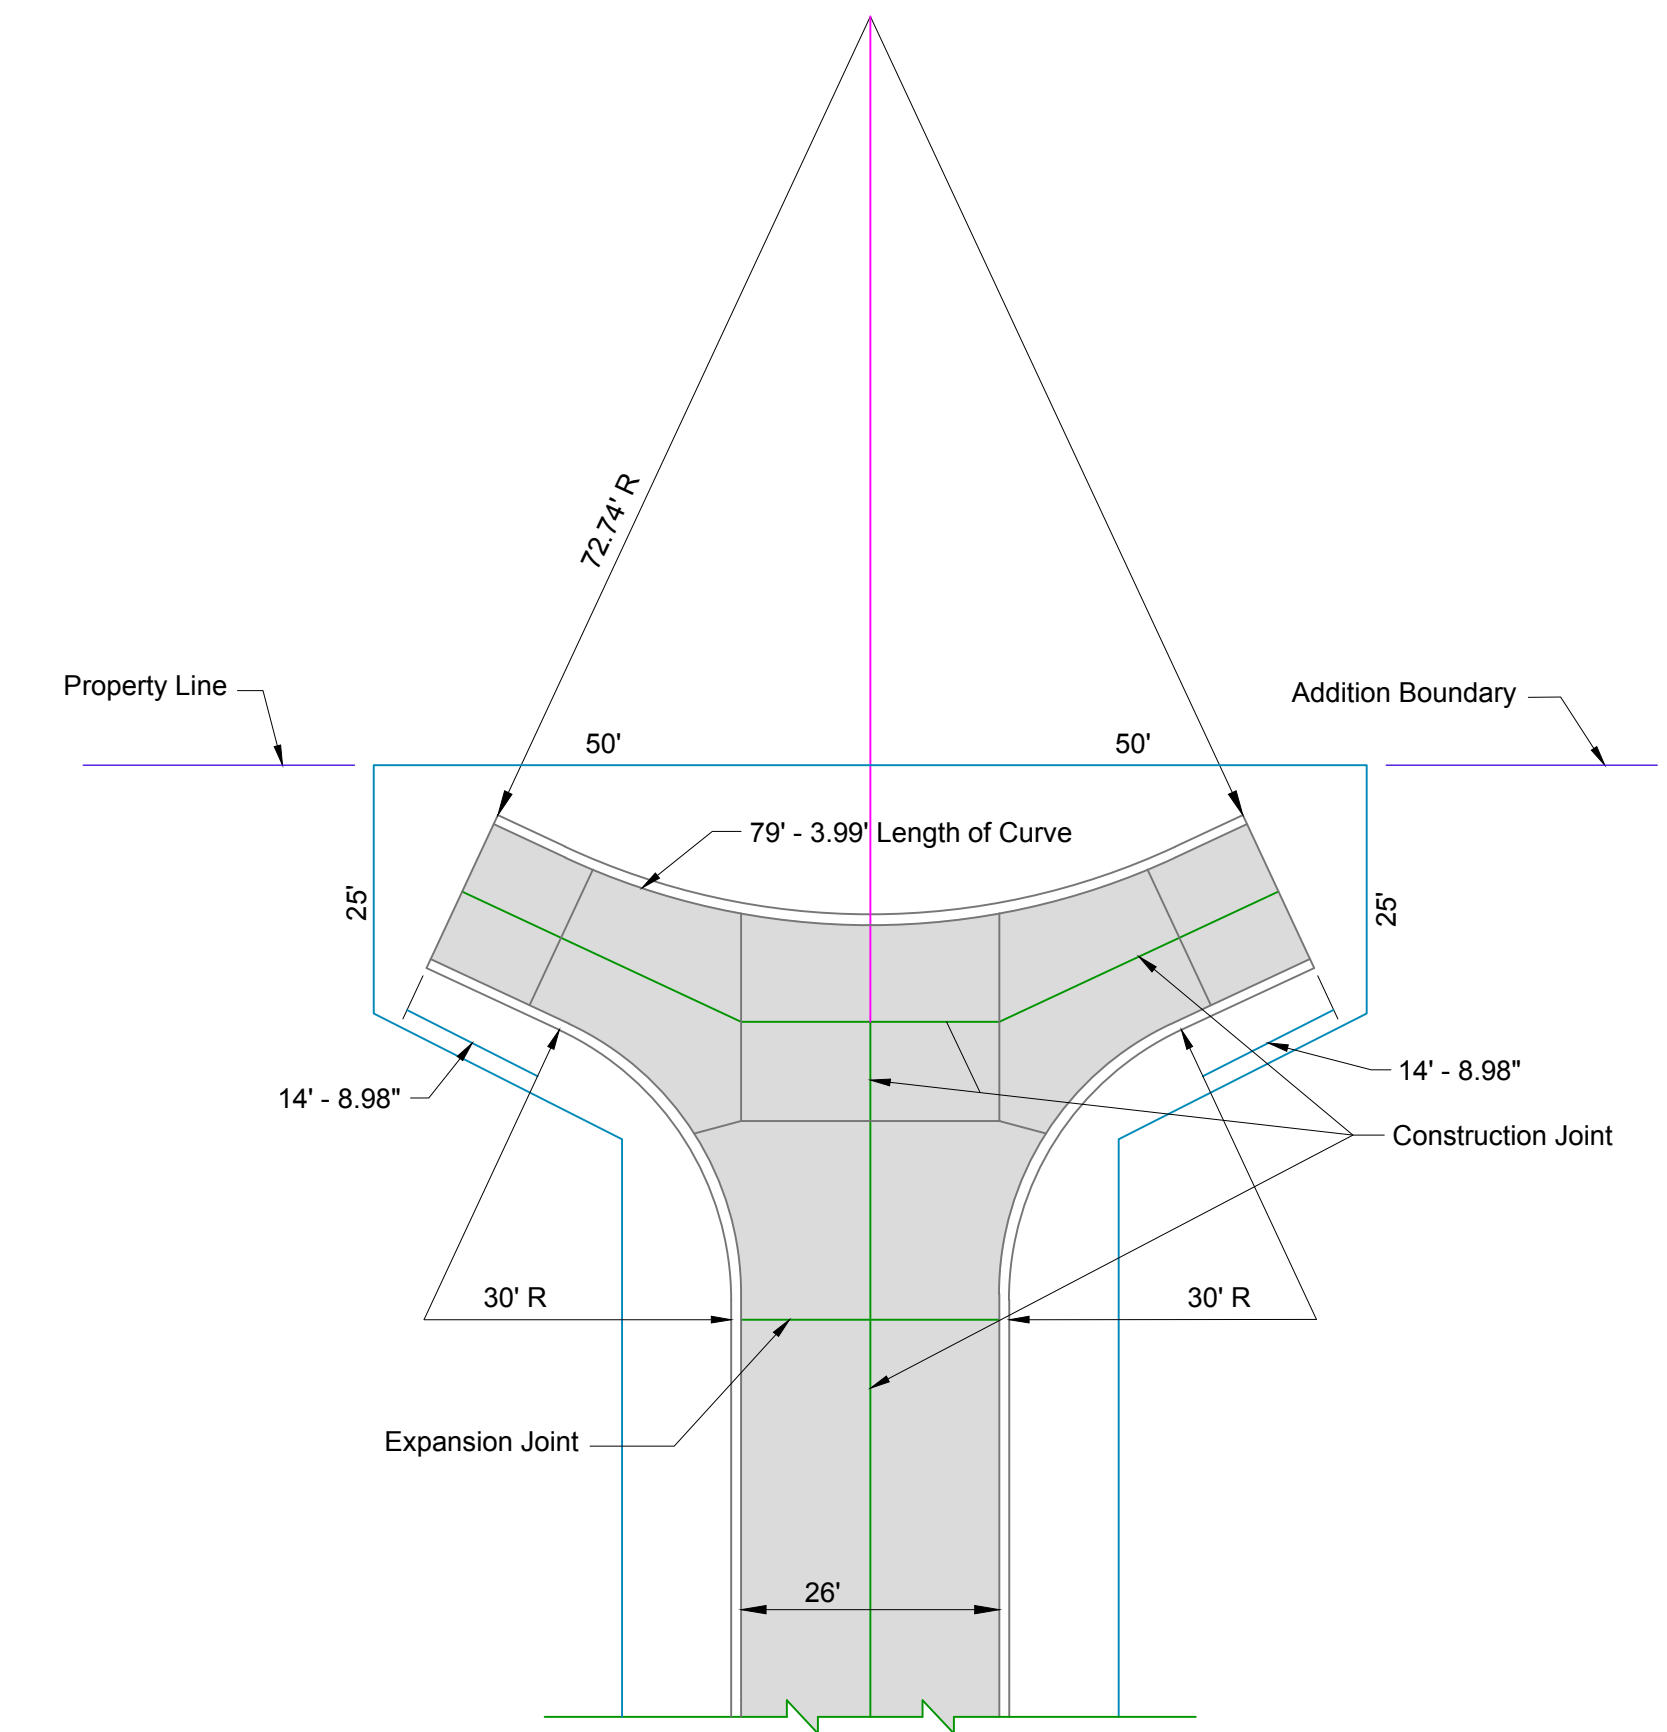 72.74' R
Property Line
Addition Boundary
50'
50'
79' - 3.99' Length of Curve
25'
25'
14' - 8.98"
14' - 8.98"
Construction Joint
30' R
30' R
Expansion Joint
26'